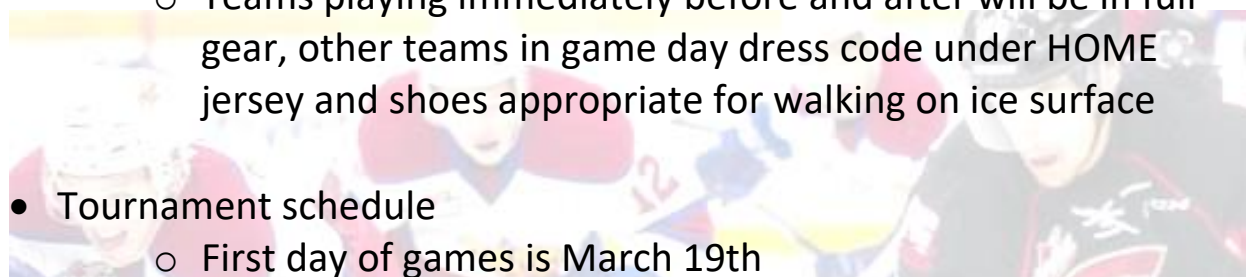 o Teams playing immediately before and after will be in full
gear, other teams in game day dress code under HOME
jersey and shoes appropriate for walking on ice surface
• Tournament schedule
o First day of games is March 19th